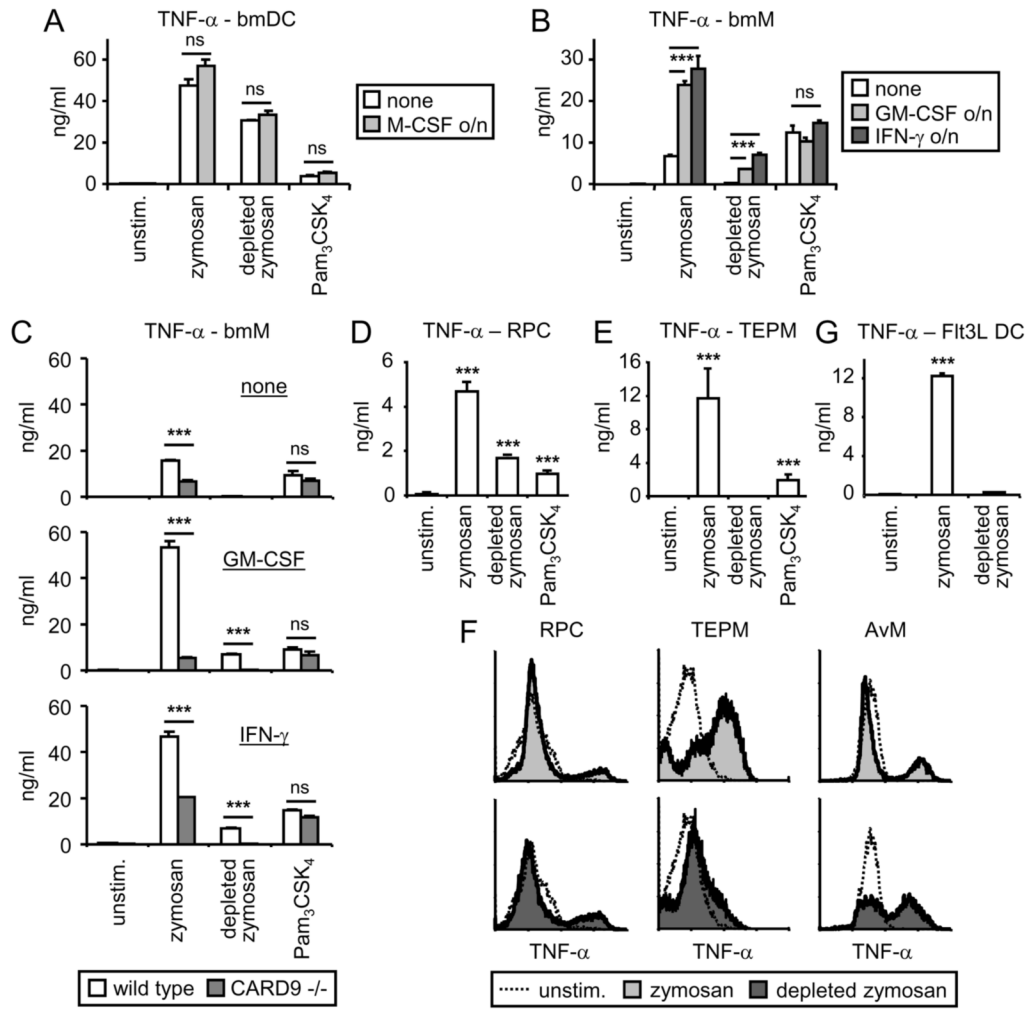 A TNF-α - bmDC
ns
ns
ns
60
40
20
0
ng/ml
unstim.
zymosan
depleted zymosan
Pam3CSK4
none
M-CSF o/n
B TNF-α - bmM
***
***
ns
30
20
10
0
ng/ml
unstim.
zymosan
depleted zymosan
Pam3CSK4
none
GM-CSF o/n
IFN-γ o/n
C TNF-α - bmM
none
60
40
20
0
ng/ml
***
ns
GM-CSF
60
40
20
0
ng/ml
***
***
ns
IFN-γ
60
40
20
0
ng/ml
***
***
ns
unstim.
zymosan
depleted zymosan
Pam3CSK4
wild type
CARD9 -/-
D TNF-α – RPC
6
4
2
0
ng/ml
***
***
***
unstim.
zymosan
depleted zymosan
Pam3CSK4
E TNF-α - TEPM
16
12
8
4
0
ng/ml
***
***
unstim.
zymosan
depleted zymosan
Pam3CSK4
G TNF-α – Flt3L DC
12
8
4
0
ng/ml
***
unstim.
zymosan
depleted zymosan
F RPC TEPM AvM
TNF-α TNF-α TNF-α
unstim. zymosan depleted zymosan